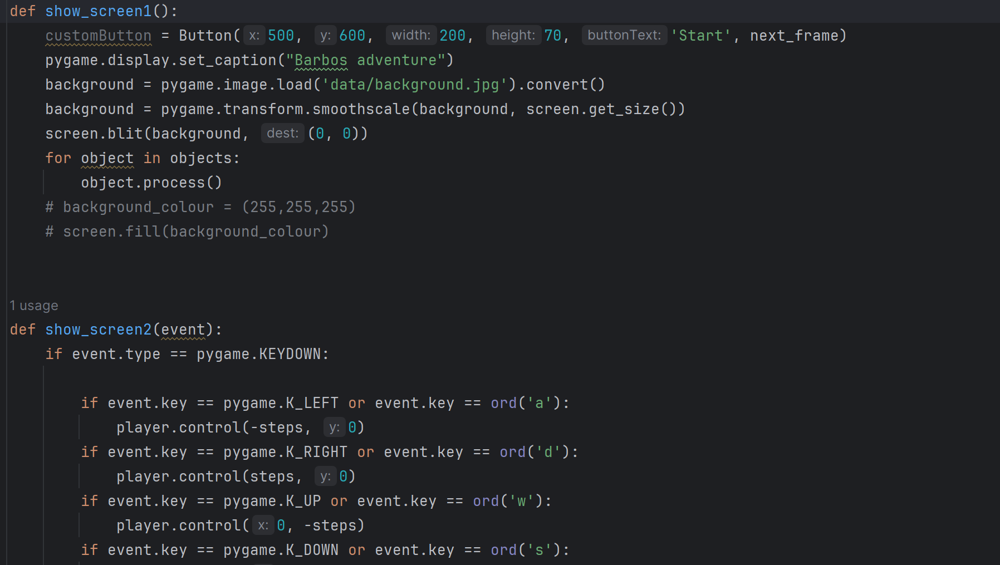 def show_screen1():
    customButton = Button( x: 500, y: 600, width: 200, height: 70, buttonText: 'Start', next_frame)
    pygame.display.set_caption("Barbos adventure")
    background = pygame.image.load('data/background.jpg').convert()
    background = pygame.transform.smoothscale(background, screen.get_size())
    screen.blit(background, dest: (0, 0))
    for object in objects:
        object.process()
    # background_colour = (255,255,255)
    # screen.fill(background_colour)
1 usage
def show_screen2(event):
    if event.type == pygame.KEYDOWN:
        if event.key == pygame.K_LEFT or event.key == ord('a'):
            player.control(-steps, y: 0)
        if event.key == pygame.K_RIGHT or event.key == ord('d'):
            player.control(steps, y: 0)
        if event.key == pygame.K_UP or event.key == ord('w'):
            player.control( x: 0, -steps)
        if event.key == pygame.K_DOWN or event.key == ord('s'):